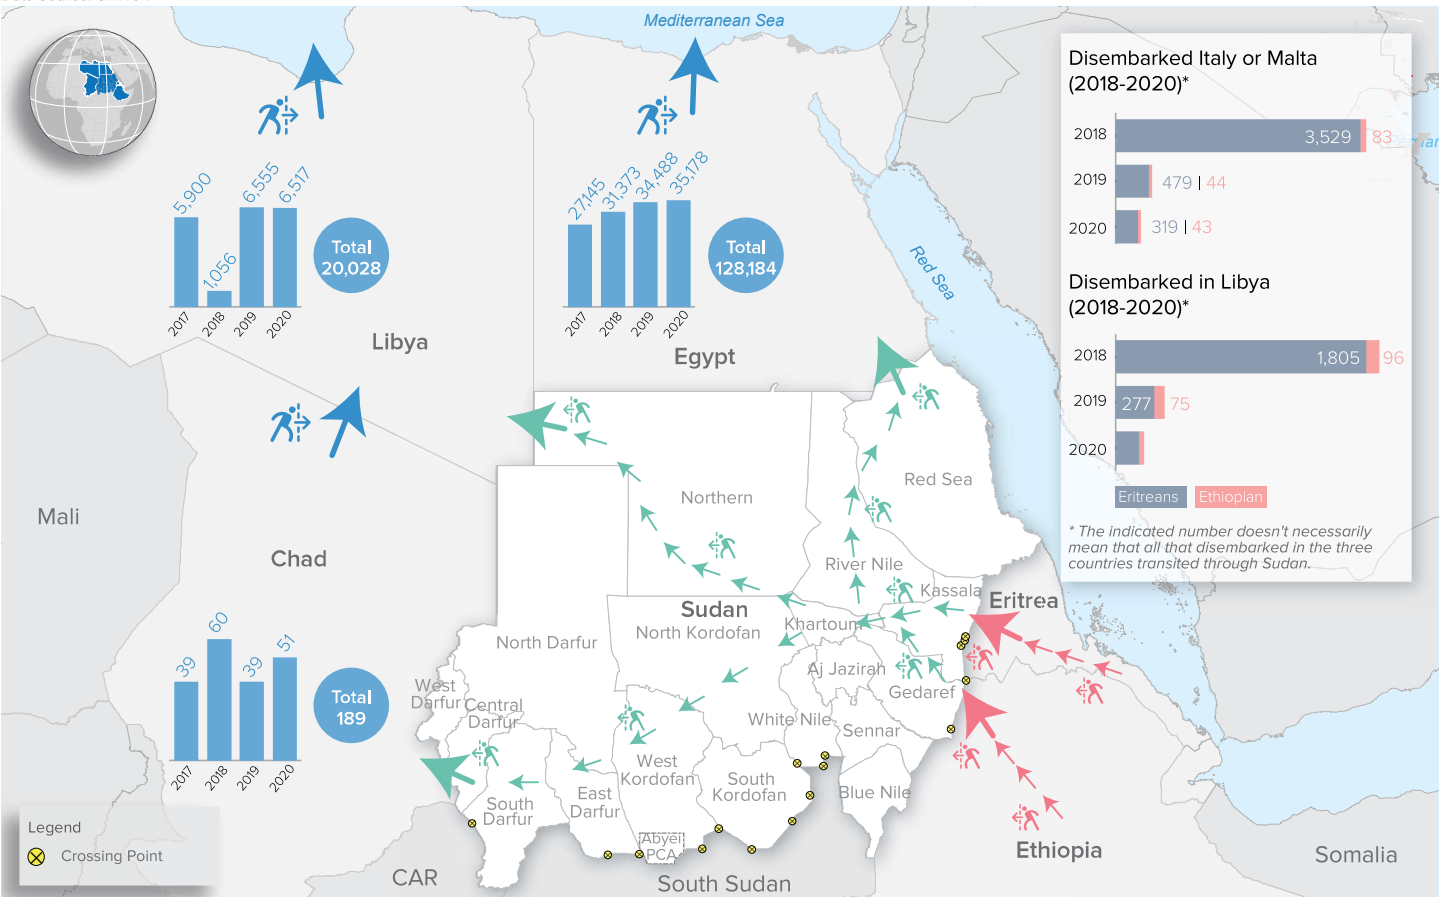 Mediterranean Sea
5,900
1,056
6,555
6,517
2017
2018
2019
2020
Total
20,028
27,145
31,373
34,488
35,178
2017
2018
2019
2020
Total
128,184
Red Sea
Libya
Egypt
Disembarked Italy or Malta
(2018-2020)*
2018
3,529
83
2019
479 | 44
2020
319 | 43
Disembarked in Libya
(2018-2020)*
2018
1,805
96
2019
277
75
2020
Eritreans
Ethiopian
* The indicated number doesn't necessarily
mean that all that disembarked in the three
countries transited through Sudan.
Mali
Chad
39
60
39
51
2017
2018
2019
2020
Total
189
Northern
Red Sea
River Nile
Kassala
Eritrea
Sudan
North Kordofan
Khartoum
North Darfur
Aj Jazirah
Gedaref
West
Darfur
Central
Darfur
White Nile
Sennar
West
Kordofan
South
Kordofan
Blue Nile
East
Darfur
South
Darfur
Abyei
PCA
Ethiopia
Somalia
CAR
South Sudan
Legend
Crossing Point